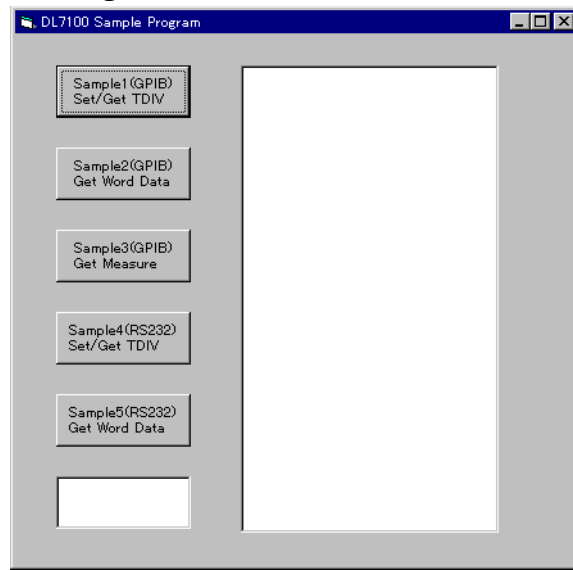 DL7100 Sample Program
Sample1(GPIB)
Set/Get TDIV
Sample2(GPIB)
Get Word Data
Sample3(GPIB)
Get Measure
Sample4(RS232)
Set/Get TDIV
Sample5(RS232)
Get Word Data